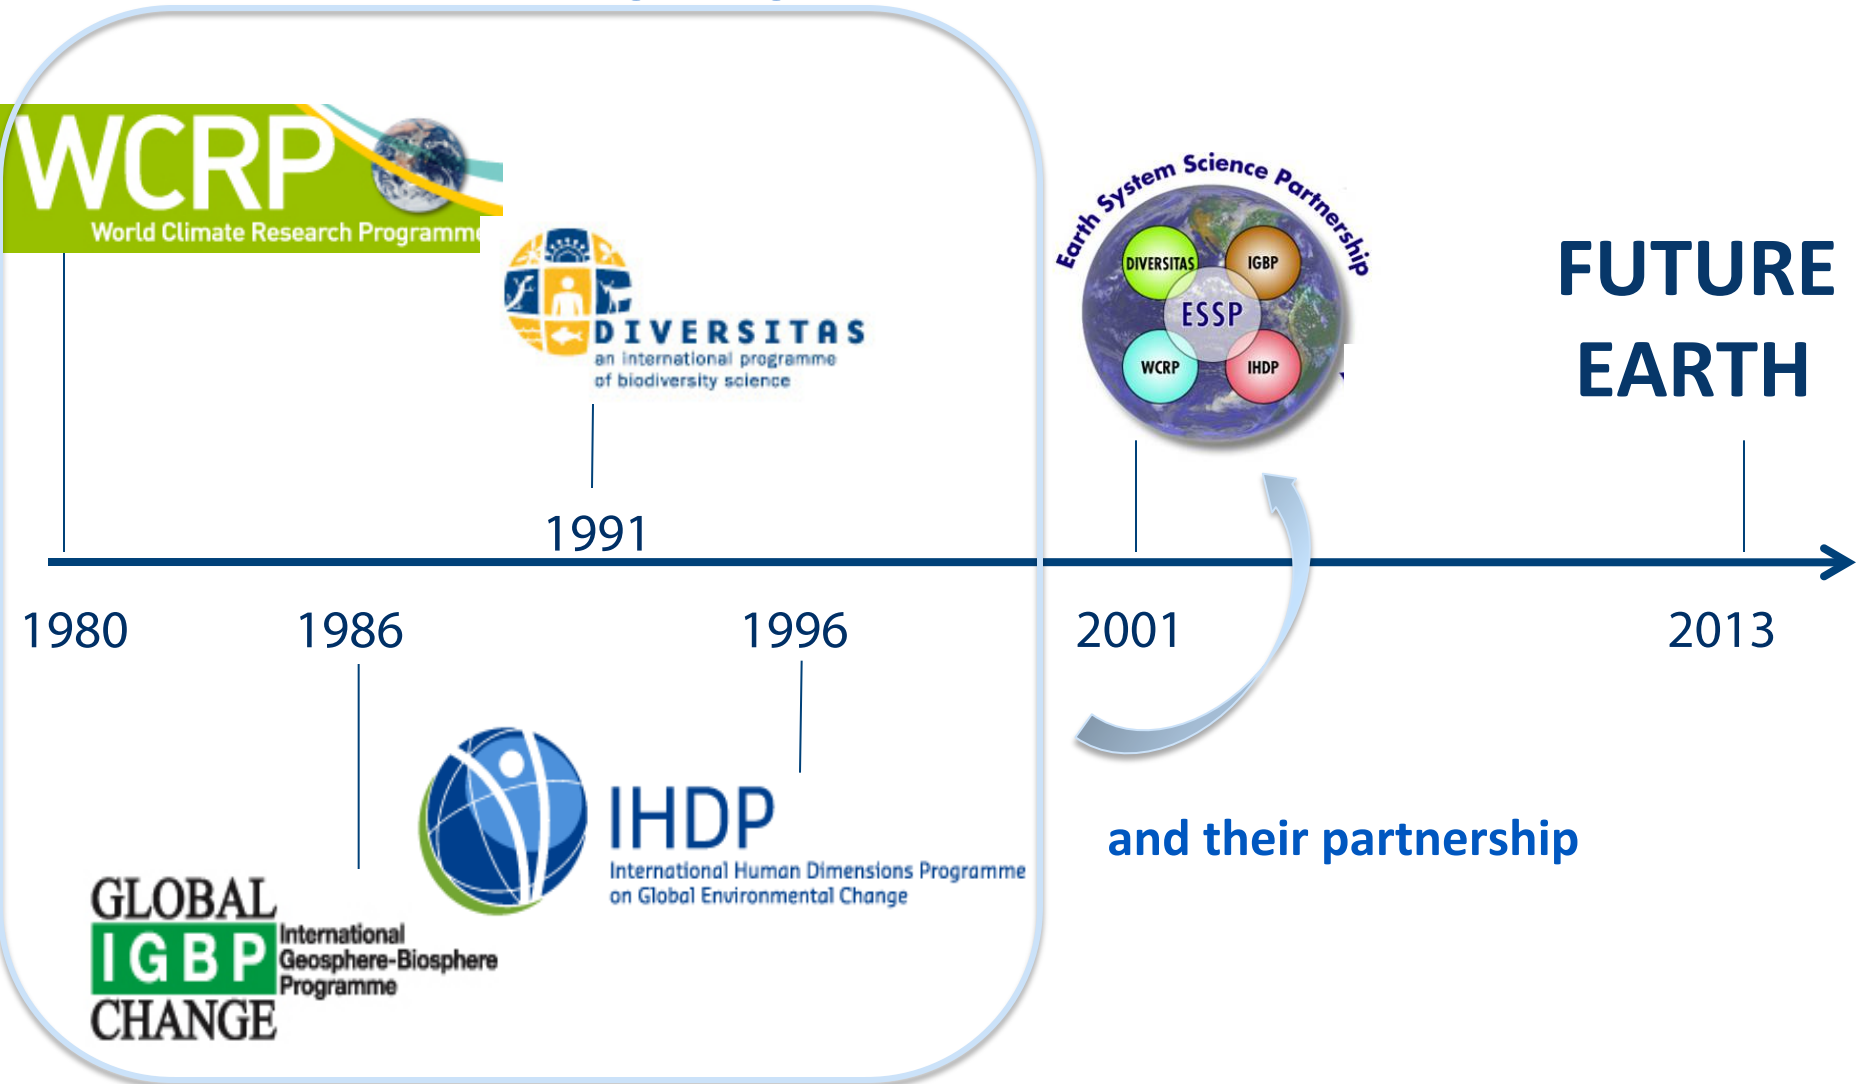 WCRP
World Climate Research Programme
DIVERSITAS
an international programme
of biodiversity science
Earth System Science Partnership
DIVERSITAS
IGBP
ESSP
WCRP
IHDP
FUTURE
EARTH
1991
1980
1986
1996
2001
2013
IHDP
International Human Dimensions Programme
on Global Environmental Change
and their partnership
GLOBAL
IGBP
International
Geosphere-Biosphere
Programme
CHANGE